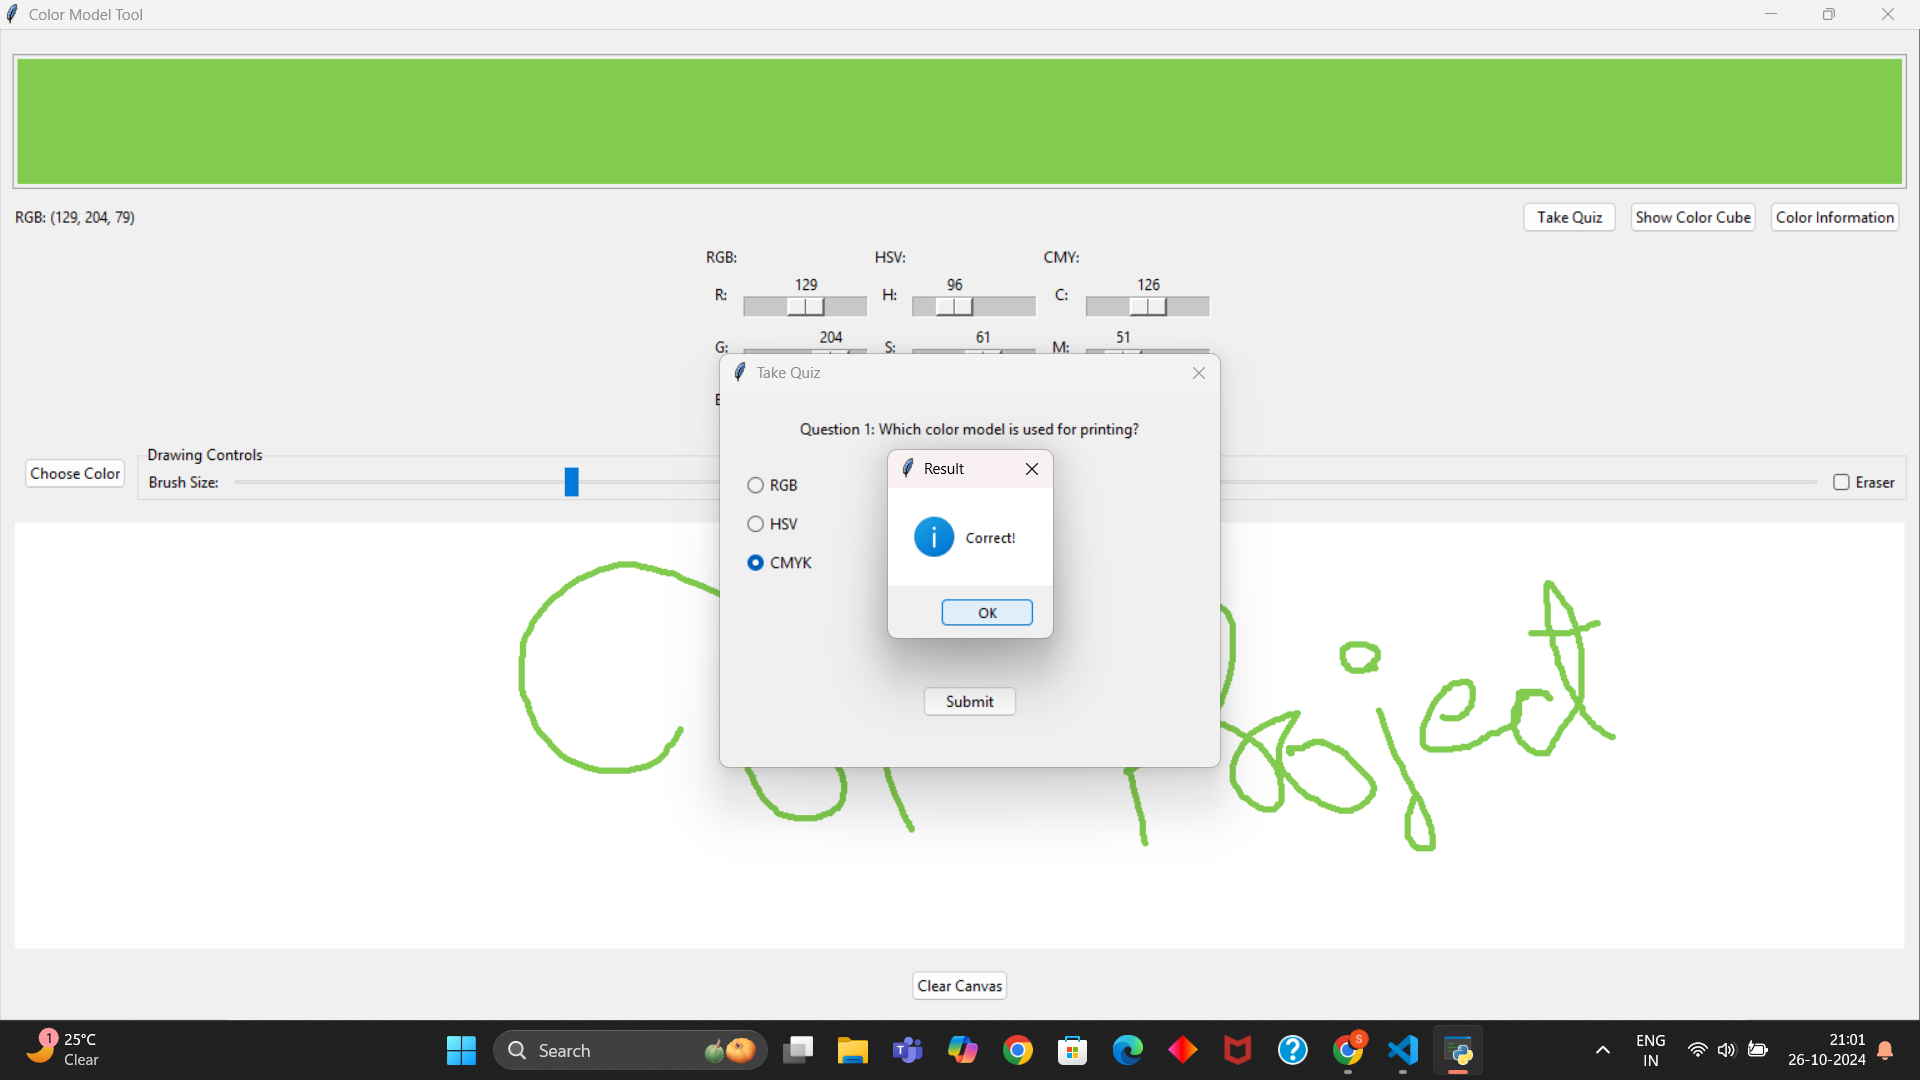 Color Model Tool
RGB: (129, 204, 79)
Take Quiz
Show Color Cube
Color Information
RGB:
HSV:
CMY:
129
96
126
R:
H:
C:
204
61
51
G:
S:
M:
Take Quiz
Question 1: Which color model is used for printing?
Choose Color
Drawing Controls
Brush Size:
Eraser
RGB
HSV
CMYK
Result
Correct!
OK
Submit
Clear Canvas
1
25°C
Clear
Search
S
ENG
IN
21:01
26-10-2024